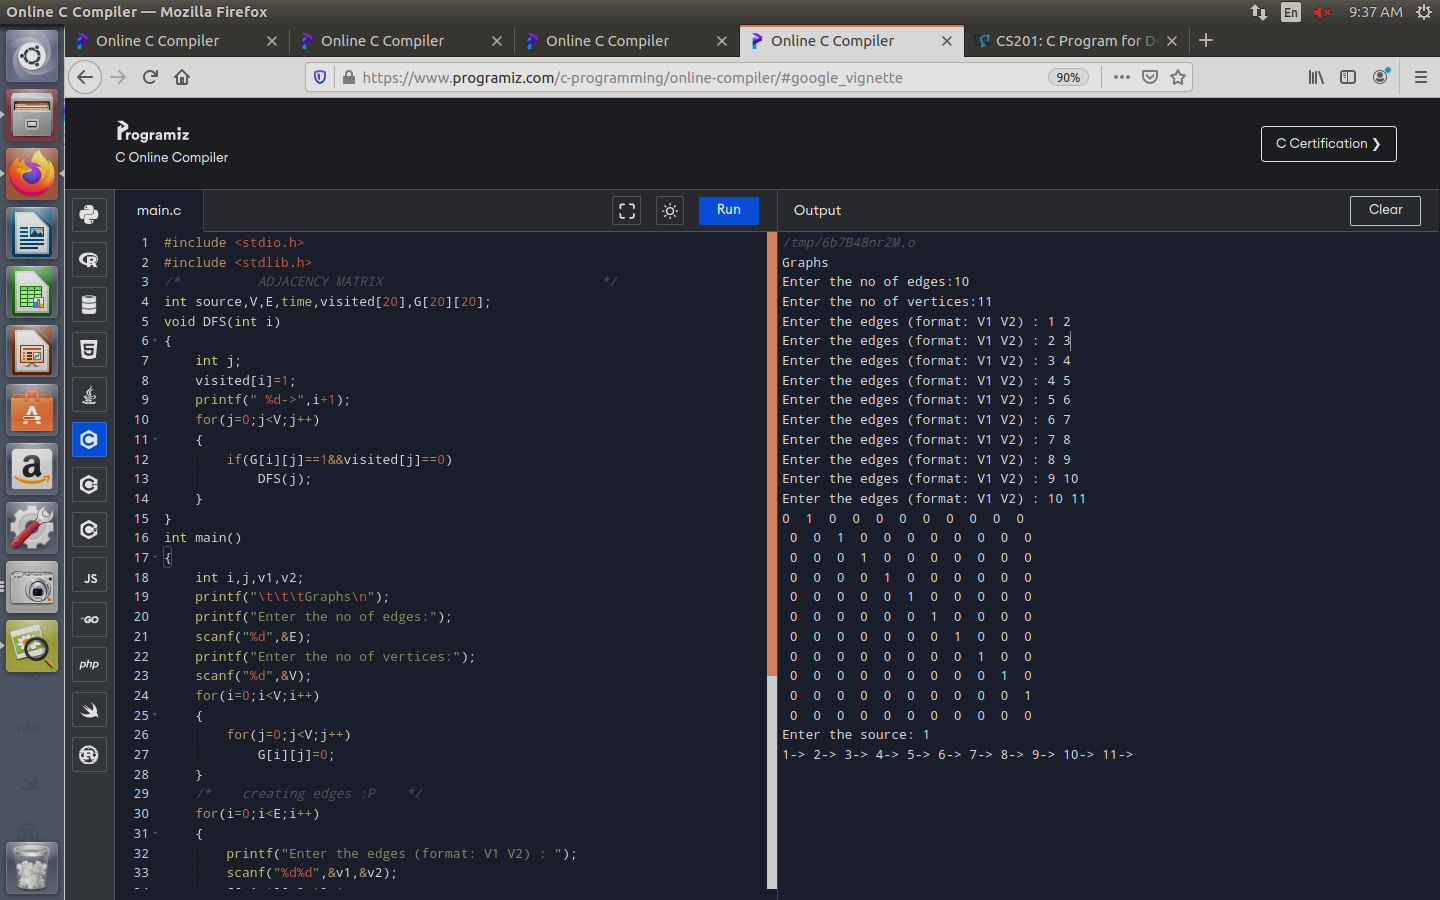 Online C Compiler — Mozilla Firefox
En
9:37 AM
Online C Compiler
Online C Compiler
Online C Compiler
Online C Compiler
CS201: C Program for De
https://www.programiz.com/c-programming/online-compiler/#google_vignette
90%
Programiz
C Online Compiler
C Certification ❯
main.c
Run
Output
Clear
JS
GO
php
1 #include <stdio.h>
2 #include <stdlib.h>
3 /*          ADJACENCY MATRIX                            */
4 int source,V,E,time,visited[20],G[20][20];
5 void DFS(int i)
6 {
7     int j;
8     visited[i]=1;
9     printf(" %d->",i+1);
10     for(j=0;j<V;j++)
11     {
12         if(G[i][j]==1&&visited[j]==0)
13             DFS(j);
14     }
15 }
16 int main()
17 {
18     int i,j,v1,v2;
19     printf("\t\t\tGraphs\n");
20     printf("Enter the no of edges:");
21     scanf("%d",&E);
22     printf("Enter the no of vertices:");
23     scanf("%d",&V);
24     for(i=0;i<V;i++)
25     {
26         for(j=0;j<V;j++)
27             G[i][j]=0;
28     }
29     /*    creating edges :P    */
30     for(i=0;i<E;i++)
31     {
32         printf("Enter the edges (format: V1 V2) : ");
33         scanf("%d%d",&v1,&v2);
/tmp/6b7B48nr2M.o
Graphs
Enter the no of edges:10
Enter the no of vertices:11
Enter the edges (format: V1 V2) : 1 2
Enter the edges (format: V1 V2) : 2 3
Enter the edges (format: V1 V2) : 3 4
Enter the edges (format: V1 V2) : 4 5
Enter the edges (format: V1 V2) : 5 6
Enter the edges (format: V1 V2) : 6 7
Enter the edges (format: V1 V2) : 7 8
Enter the edges (format: V1 V2) : 8 9
Enter the edges (format: V1 V2) : 9 10
Enter the edges (format: V1 V2) : 10 11
0  1  0  0  0  0  0  0  0  0  0
0  0  1  0  0  0  0  0  0  0  0
0  0  0  1  0  0  0  0  0  0  0
0  0  0  0  1  0  0  0  0  0  0
0  0  0  0  0  1  0  0  0  0  0
0  0  0  0  0  0  1  0  0  0  0
0  0  0  0  0  0  0  1  0  0  0
0  0  0  0  0  0  0  0  1  0  0
0  0  0  0  0  0  0  0  0  1  0
0  0  0  0  0  0  0  0  0  0  1
0  0  0  0  0  0  0  0  0  0  0
Enter the source: 1
1-> 2-> 3-> 4-> 5-> 6-> 7-> 8-> 9-> 10-> 11->